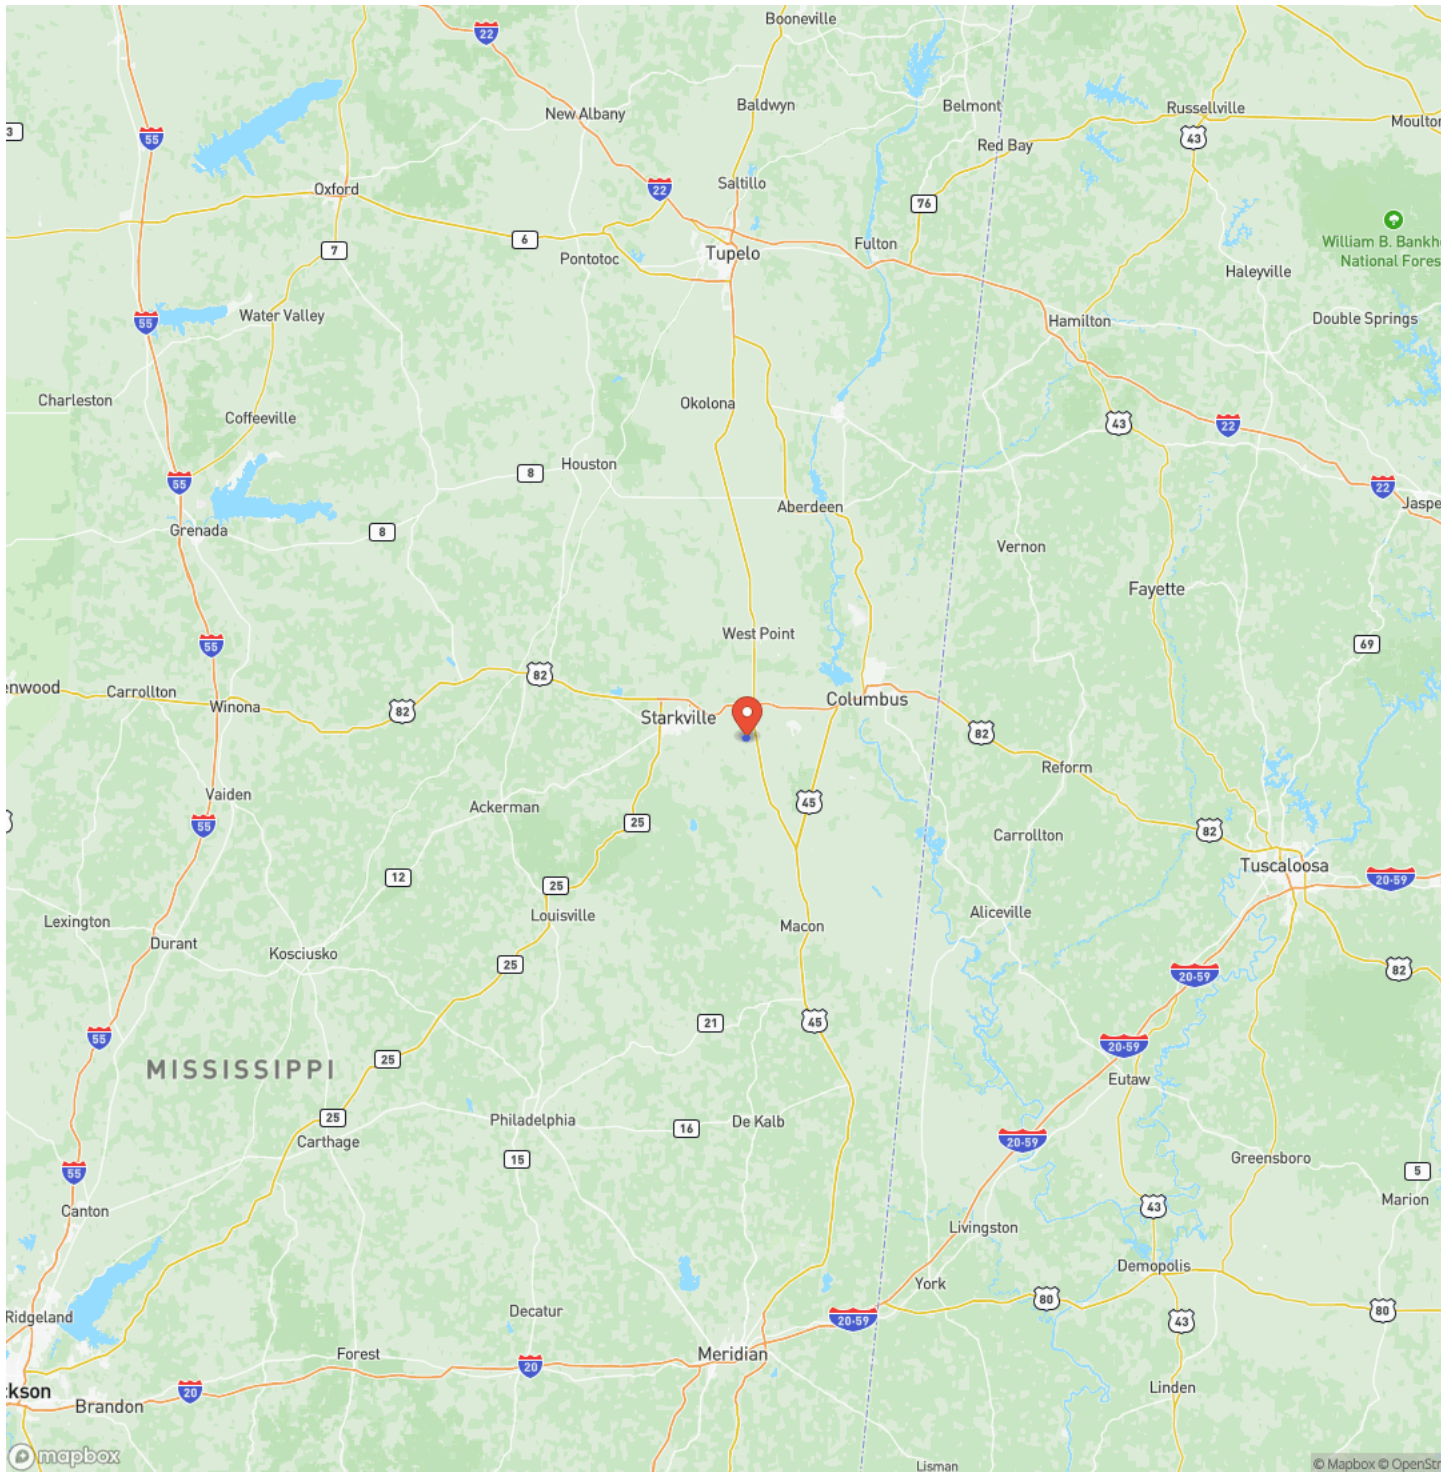 Booneville
22
New Albany
Baldwyn
Belmont
Russellville
3
55
Moulton
43
Red Bay
Saltillo
22
Oxford
76
7
6
Tupelo
Fulton
Pontotoc
William B. Bankh
National Fores
Haleyville
55
Water Valley
Hamilton
Double Springs
Charleston
Okolona
Coffeeville
43
22
Houston
8
55
22
Aberdeen
Jaspe
Grenada
8
Vernon
Fayette
West Point
55
69
82
enwood
Carrollton
Winona
82
Columbus
Starkville
82
Reform
Vaiden
Ackerman
45
55
25
82
Carrollton
Tuscaloosa
12
20-59
25
Lexington
Louisville
Aliceville
Durant
Macon
Kosciusko
25
20-59
82
21
45
55
20-59
25
MISSISSIPPI
Eutaw
25
Philadelphia
16
De Kalb
Carthage
20-59
15
Greensboro
55
5
Canton
Marion
43
Livingston
Demopolis
York
80
Ridgeland
Decatur
20-59
80
43
Forest
Meridian
20
kson
20
Brandon
Linden
mapbox
Lisman
© Mapbox © OpenStr